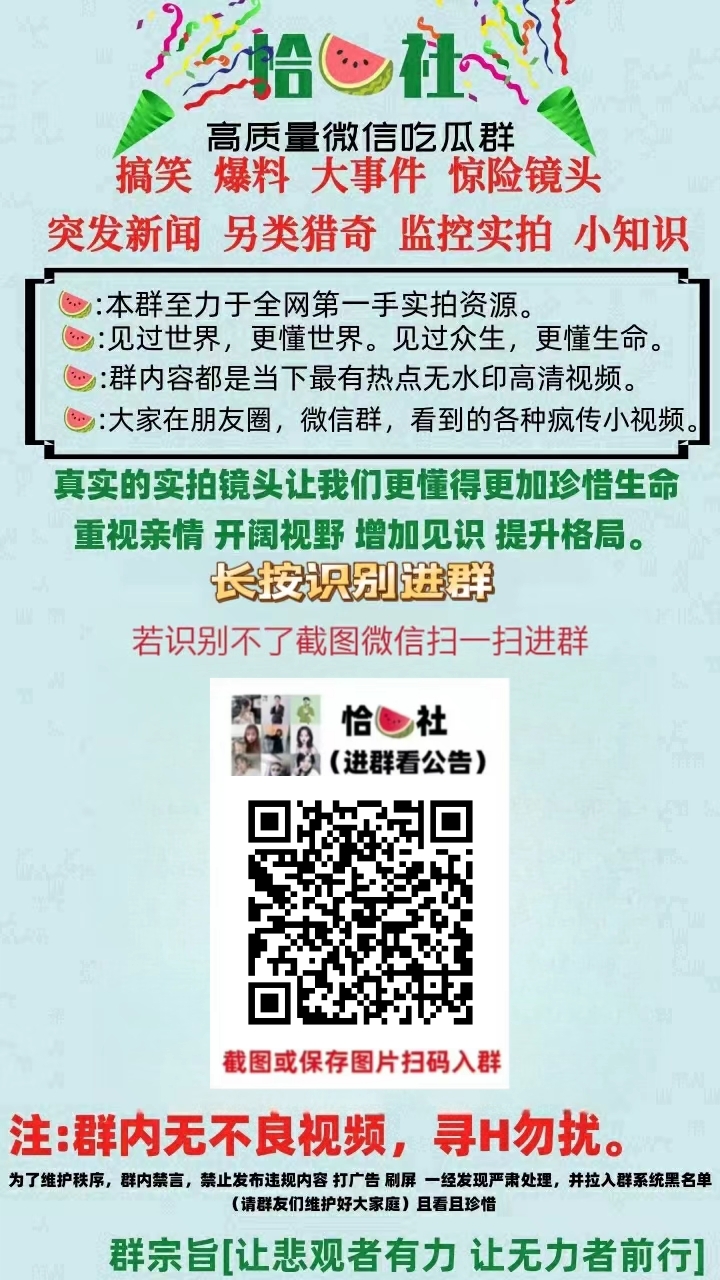 恰社
高质量微信吃瓜群
搞笑 爆料 大事件 惊险镜头
突发新闻 另类猎奇 监控实拍 小知识
:本群至力于全网第一手实拍资源。
:见过世界，更懂世界。见过众生，更懂生命。
:群内容都是当下最有热点无水印高清视频。
:大家在朋友圈，微信群，看到的各种疯传小视频。
真实的实拍镜头让我们更懂得更加珍惜生命
重视亲情 开阔视野 增加见识 提升格局。
长按识别进群
若识别不了截图微信扫一扫进群
恰社
（进群看公告）
截图或保存图片扫码入群
注:群内无不良视频，寻H勿扰。
为了维护秩序，群内禁言，禁止发布违规内容 打广告 刷屏 一经发现严肃处理，并拉入群系统黑名单
（请群友们维护好大家庭）且看且珍惜
群宗旨[让悲观者有力 让无力者前行]